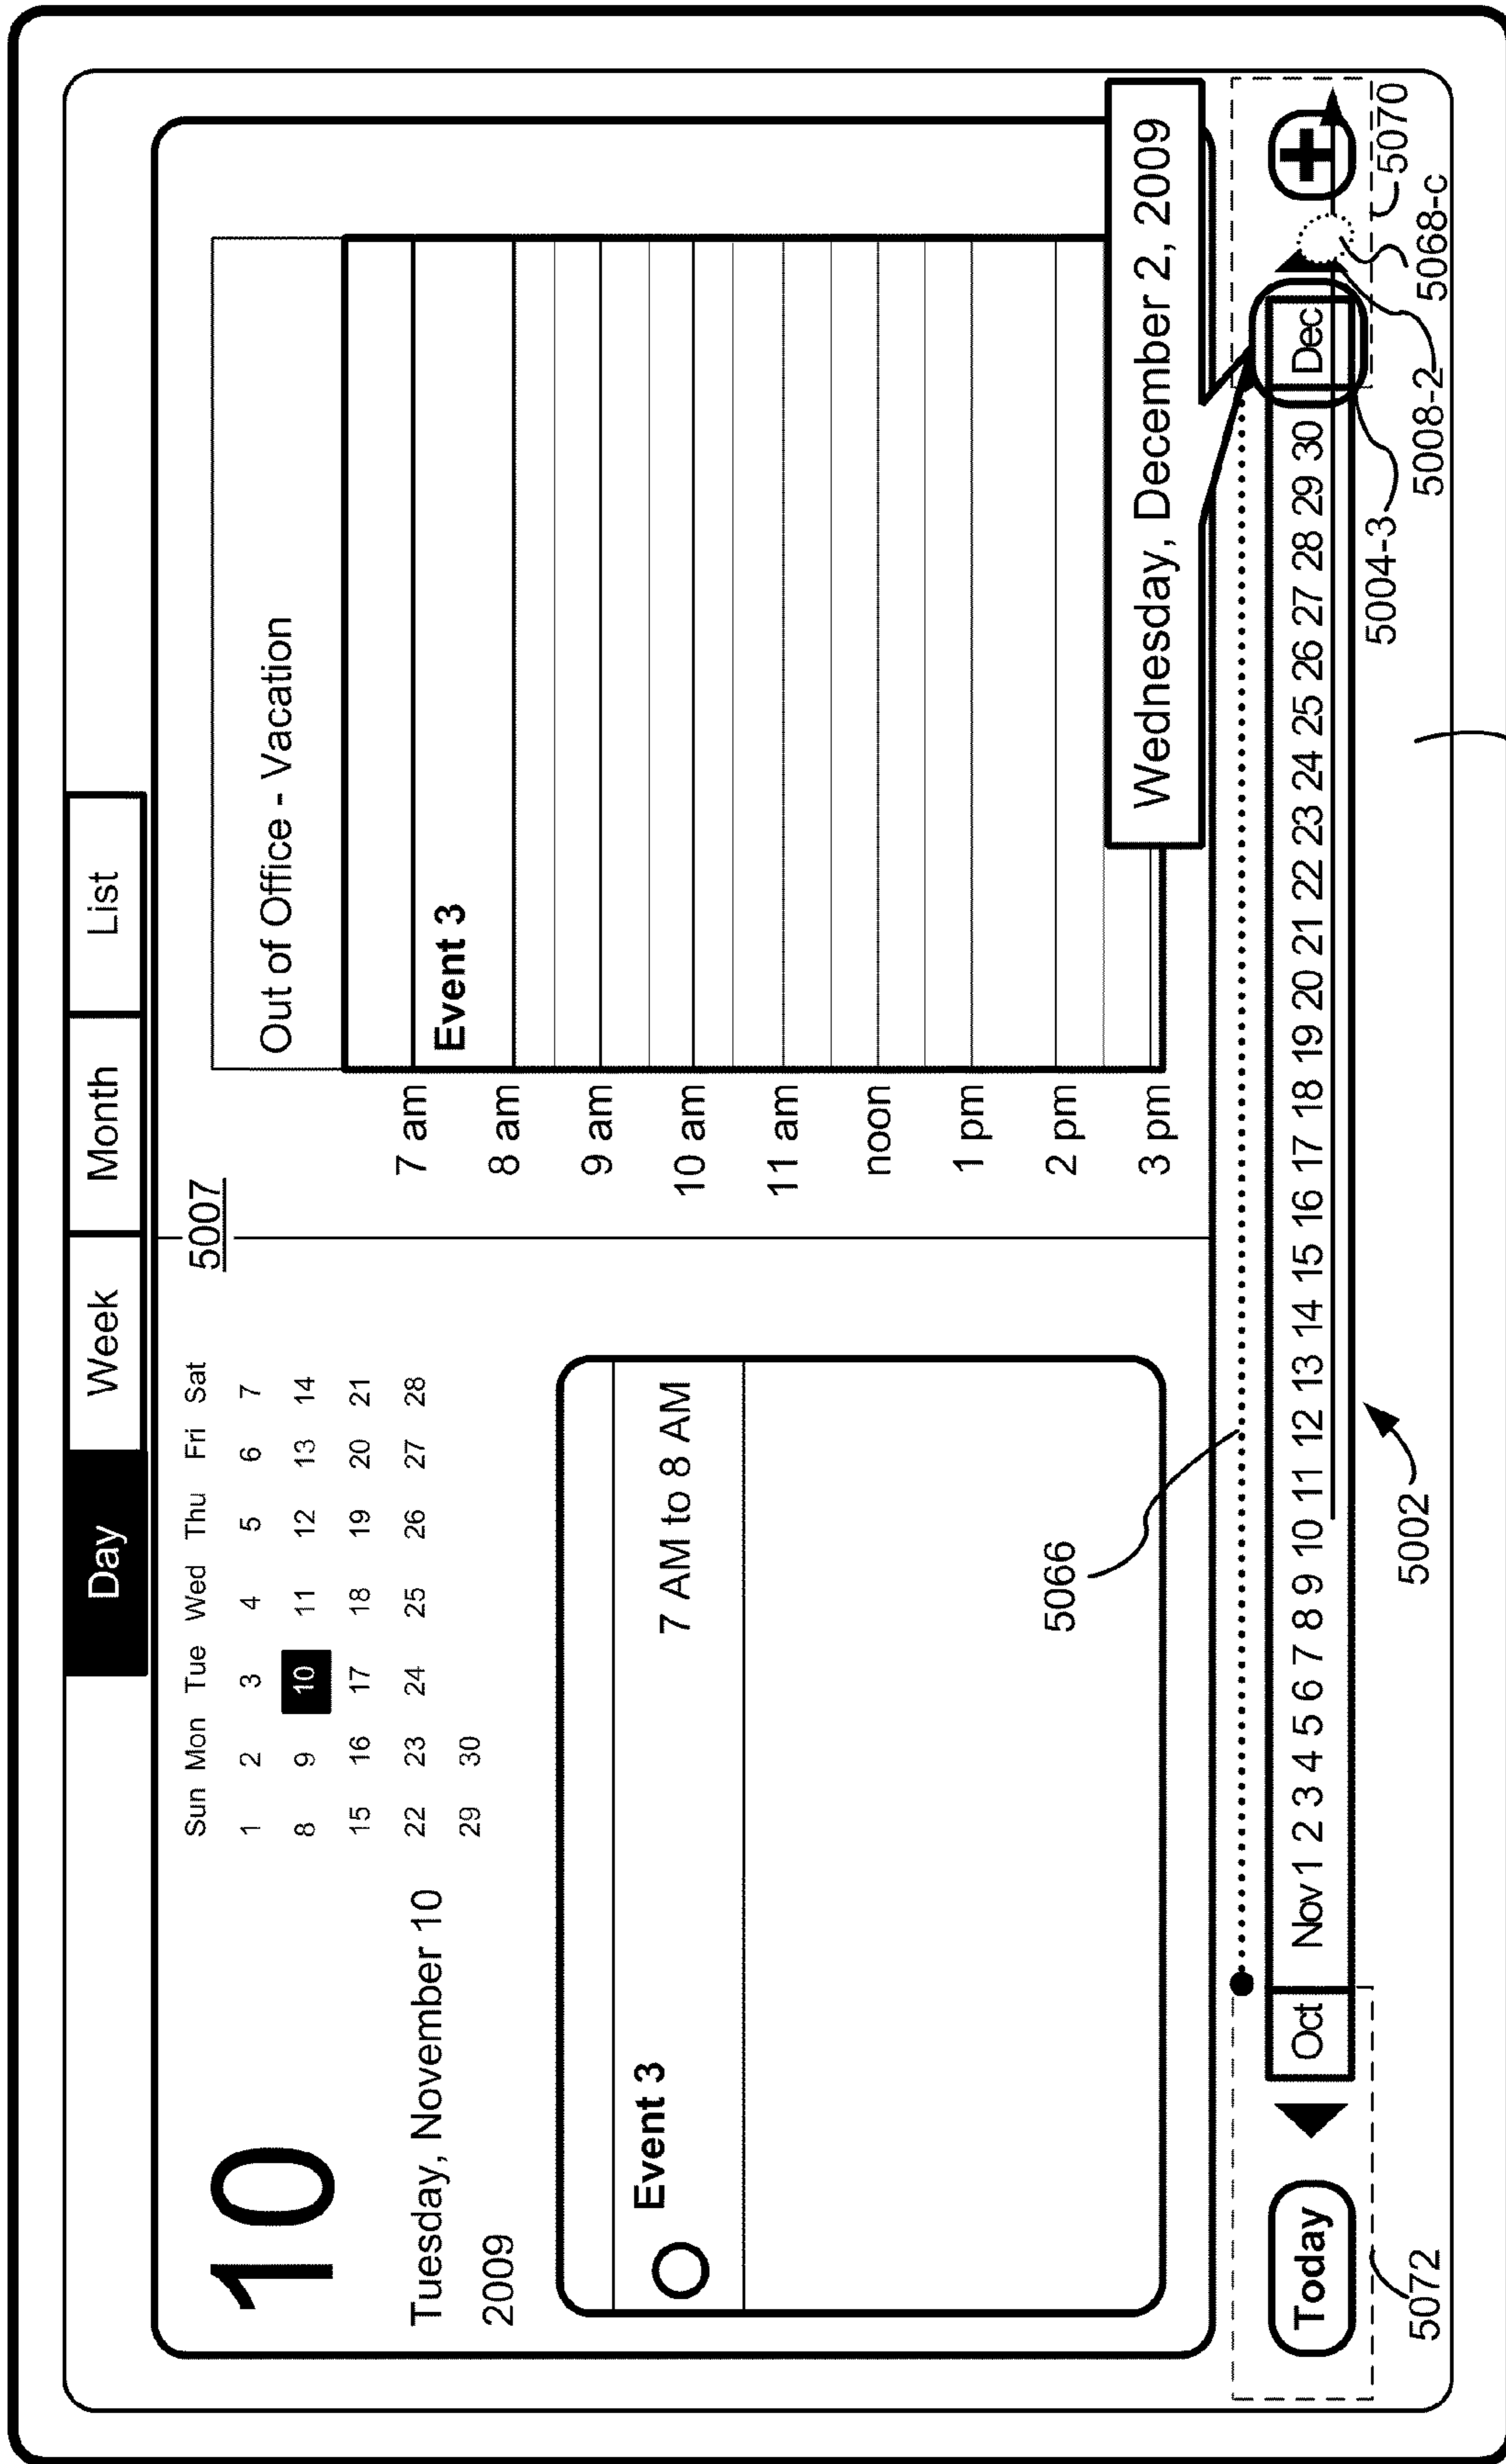 Day Week Month List
10
Tuesday, November 10
2009
Sun Mon Tue Wed Thu Fri Sat
1 2 3 4 5 6 7
8 9 10 11 12 13 14
15 16 17 18 19 20 21
22 23 24 25 26 27 28
29 30
Event 3
7 AM to 8 AM
5007
Out of Office - Vacation
7 am
Event 3
8 am
9 am
10 am
11 am
noon
1 pm
2 pm
3 pm
Wednesday, December 2, 2009
5066
Today Oct Nov 1 2 3 4 5 6 7 8 9 10 11 12 13 14 15 16 17 18 19 20 21 22 23 24 25 26 27 28 29 30 Dec +
5072
5002
5004-3
5008-2
5068-c
5070